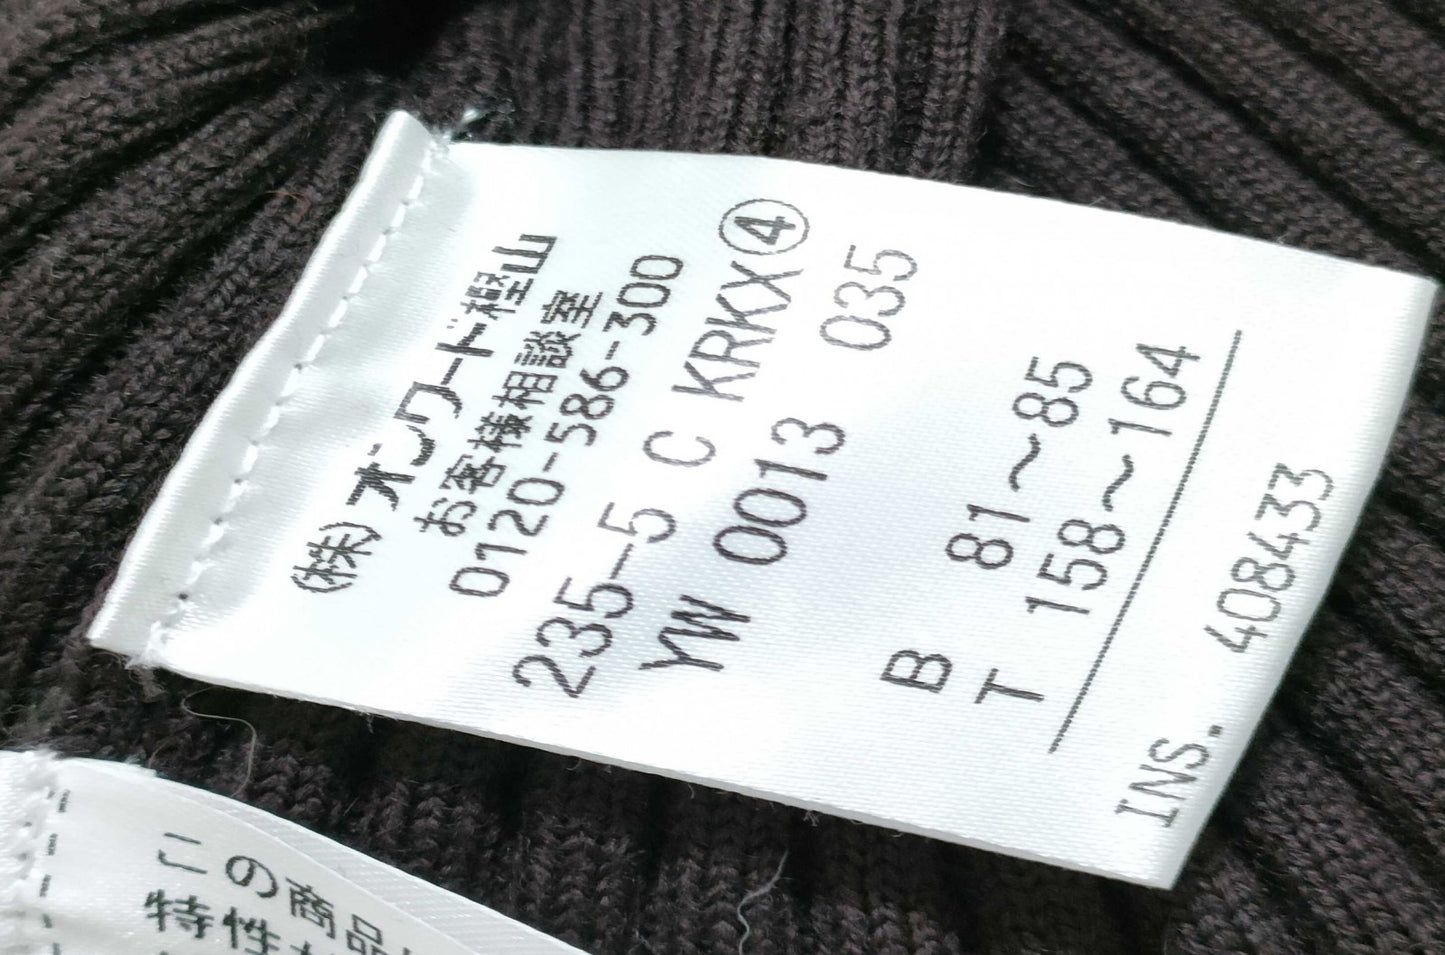 (株)オンワード樫山
お客様相談室
0120-586-300
235-5 C KRKX④
YW 0013 035
B 81～85
T 158～164
INS. 408433
この商品
特性